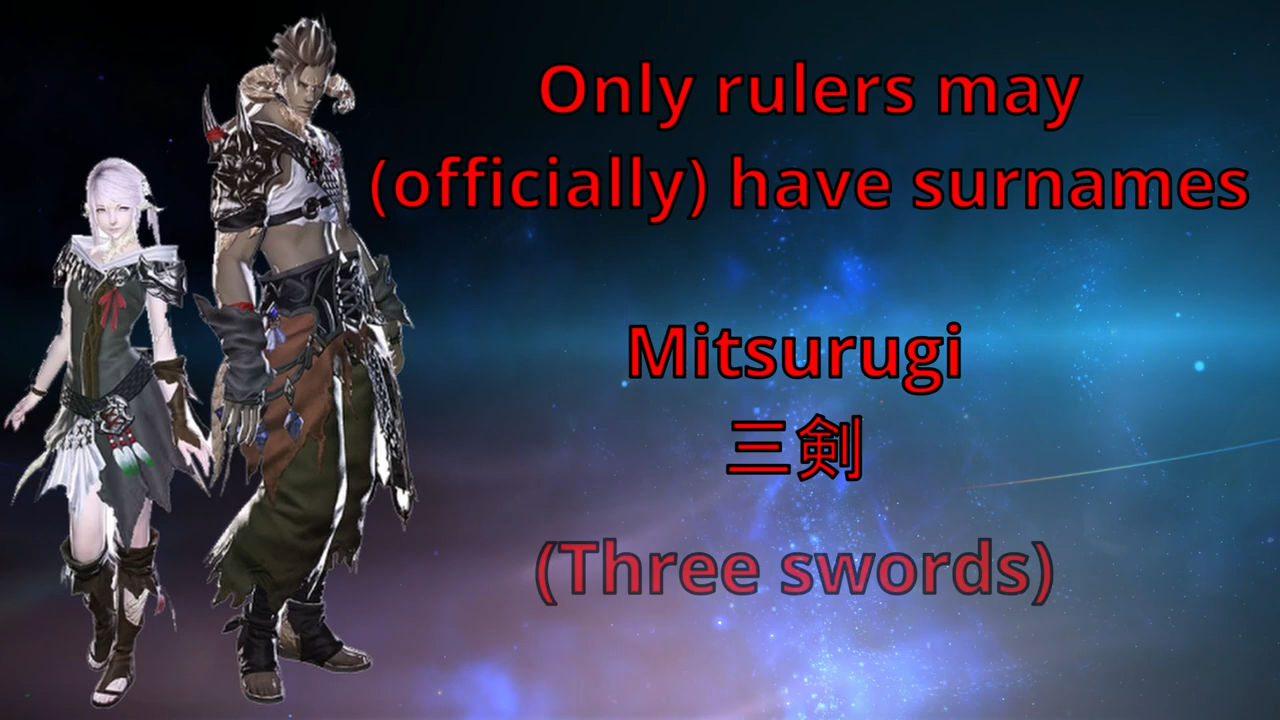 Only rulers may
(officially) have surnames
Mitsurugi
三剣
(Three swords)